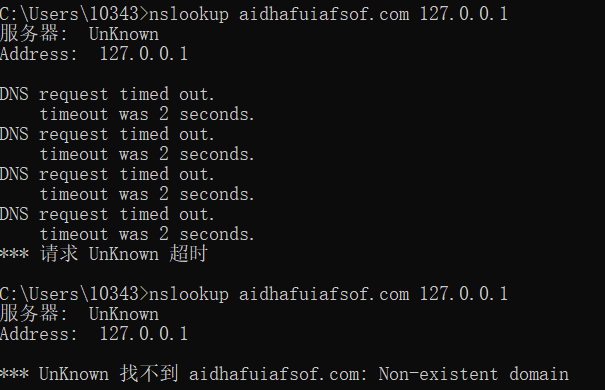 C:\Users\10343>nslookup aidhafuiafsof.com 127.0.0.1
服务器:  UnKnown
Address:  127.0.0.1
DNS request timed out.
    timeout was 2 seconds.
DNS request timed out.
    timeout was 2 seconds.
DNS request timed out.
    timeout was 2 seconds.
DNS request timed out.
    timeout was 2 seconds.
*** 请求 UnKnown 超时
C:\Users\10343>nslookup aidhafuiafsof.com 127.0.0.1
服务器:  UnKnown
Address:  127.0.0.1
*** UnKnown 找不到 aidhafuiafsof.com: Non-existent domain